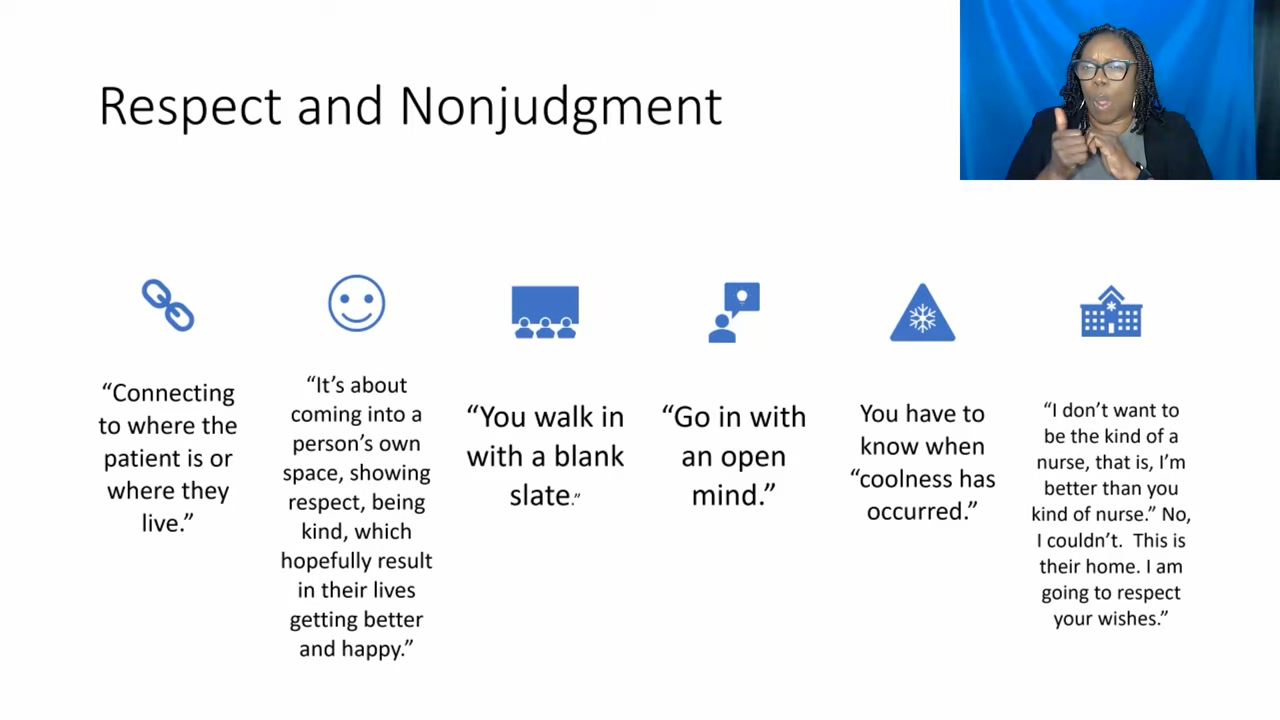 Respect and Nonjudgment
“Connecting
to where the
patient is or
where they
live.”
“It’s about
coming into a
person’s own
space, showing
respect, being
kind, which
hopefully result
in their lives
getting better
and happy.”
“You walk in
with a blank
slate.”
“Go in with
an open
mind.”
You have to
know when
“coolness has
occurred.”
“I don’t want to
be the kind of a
nurse, that is, I’m
better than you
kind of nurse.” No,
I couldn’t.  This is
their home. I am
going to respect
your wishes.”